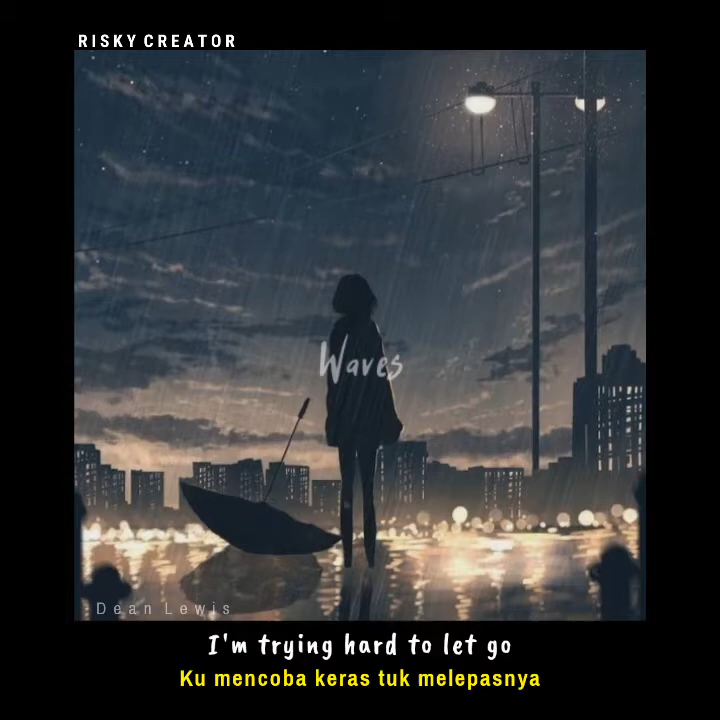 RISKY CREATOR
Waves
Dean Lewis
I'm trying hard to let go
Ku mencoba keras tuk melepasnya